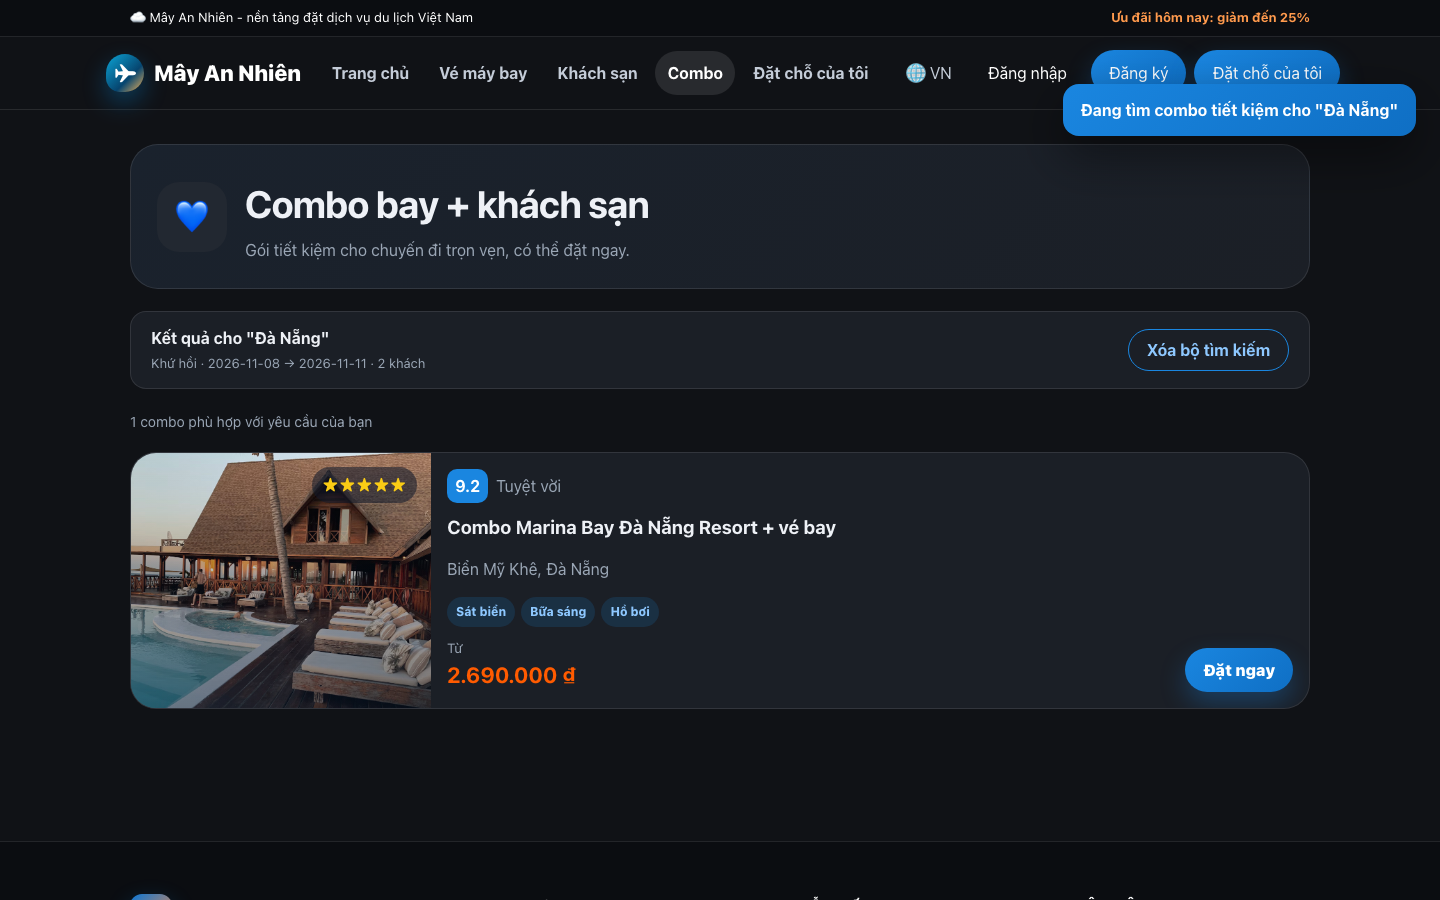 ☁️ Mây An Nhiên - nền tảng đặt dịch vụ du lịch Việt Nam
Ưu đãi hôm nay: giảm đến 25%
Mây An Nhiên
Trang chủ
Vé máy bay
Khách sạn
Combo
Đặt chỗ của tôi
🌐 VN
Đăng nhập
Đăng ký
Đặt chỗ của tôi
Đang tìm combo tiết kiệm cho "Đà Nẵng"
Combo bay + khách sạn
Gói tiết kiệm cho chuyến đi trọn vẹn, có thể đặt ngay.
Kết quả cho "Đà Nẵng"
Khứ hồi · 2026-11-08 → 2026-11-11 · 2 khách
Xóa bộ tìm kiếm
1 combo phù hợp với yêu cầu của bạn
★★★★★
9.2 Tuyệt vời
Combo Marina Bay Đà Nẵng Resort + vé bay
Biển Mỹ Khê, Đà Nẵng
Sát biển
Bữa sáng
Hồ bơi
Từ
2.690.000 ₫
Đặt ngay